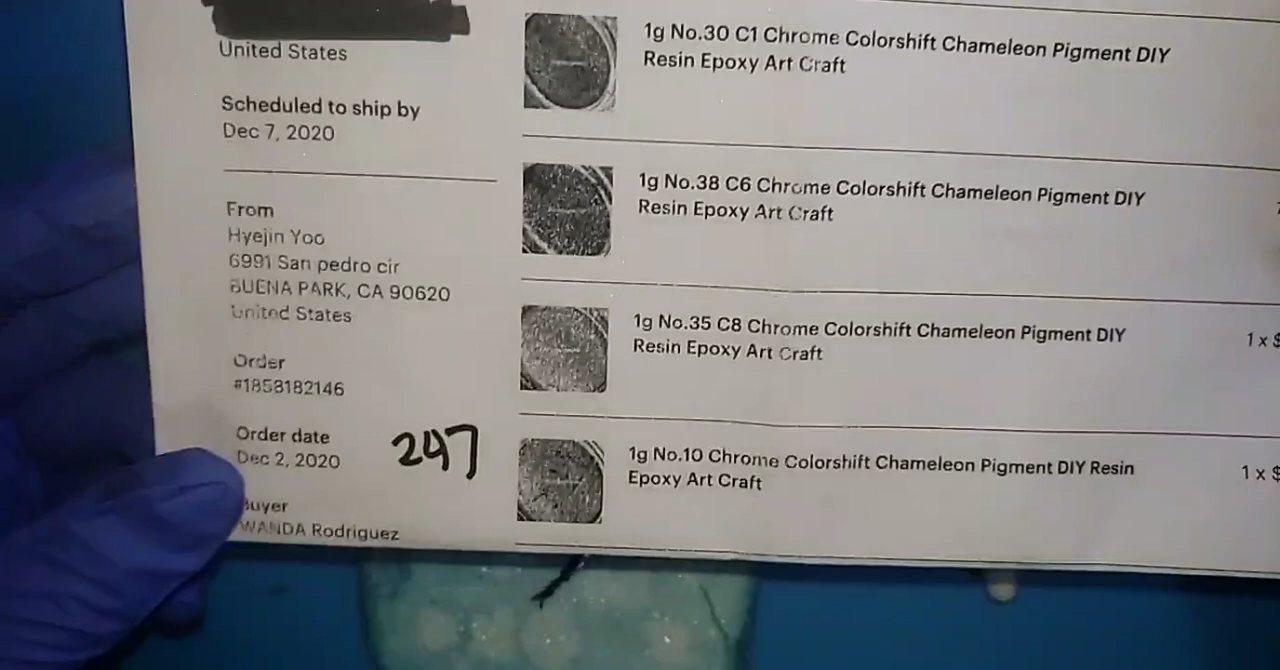 United States
Scheduled to ship by
Dec 7, 2020
From
Hyejin Yoo
6991 San pedro cir
BUENA PARK, CA 90620
United States
Order
#1858182146
Order date
Dec 2, 2020
247
Buyer
WANDA Rodriguez
1g No.30 C1 Chrome Colorshift Chameleon Pigment DIY
Resin Epoxy Art Craft
1g No.38 C6 Chrome Colorshift Chameleon Pigment DIY
Resin Epoxy Art Craft
1g No.35 C8 Chrome Colorshift Chameleon Pigment DIY
Resin Epoxy Art Craft
1 x $
1g No.10 Chrome Colorshift Chameleon Pigment DIY Resin
Epoxy Art Craft
1 x $